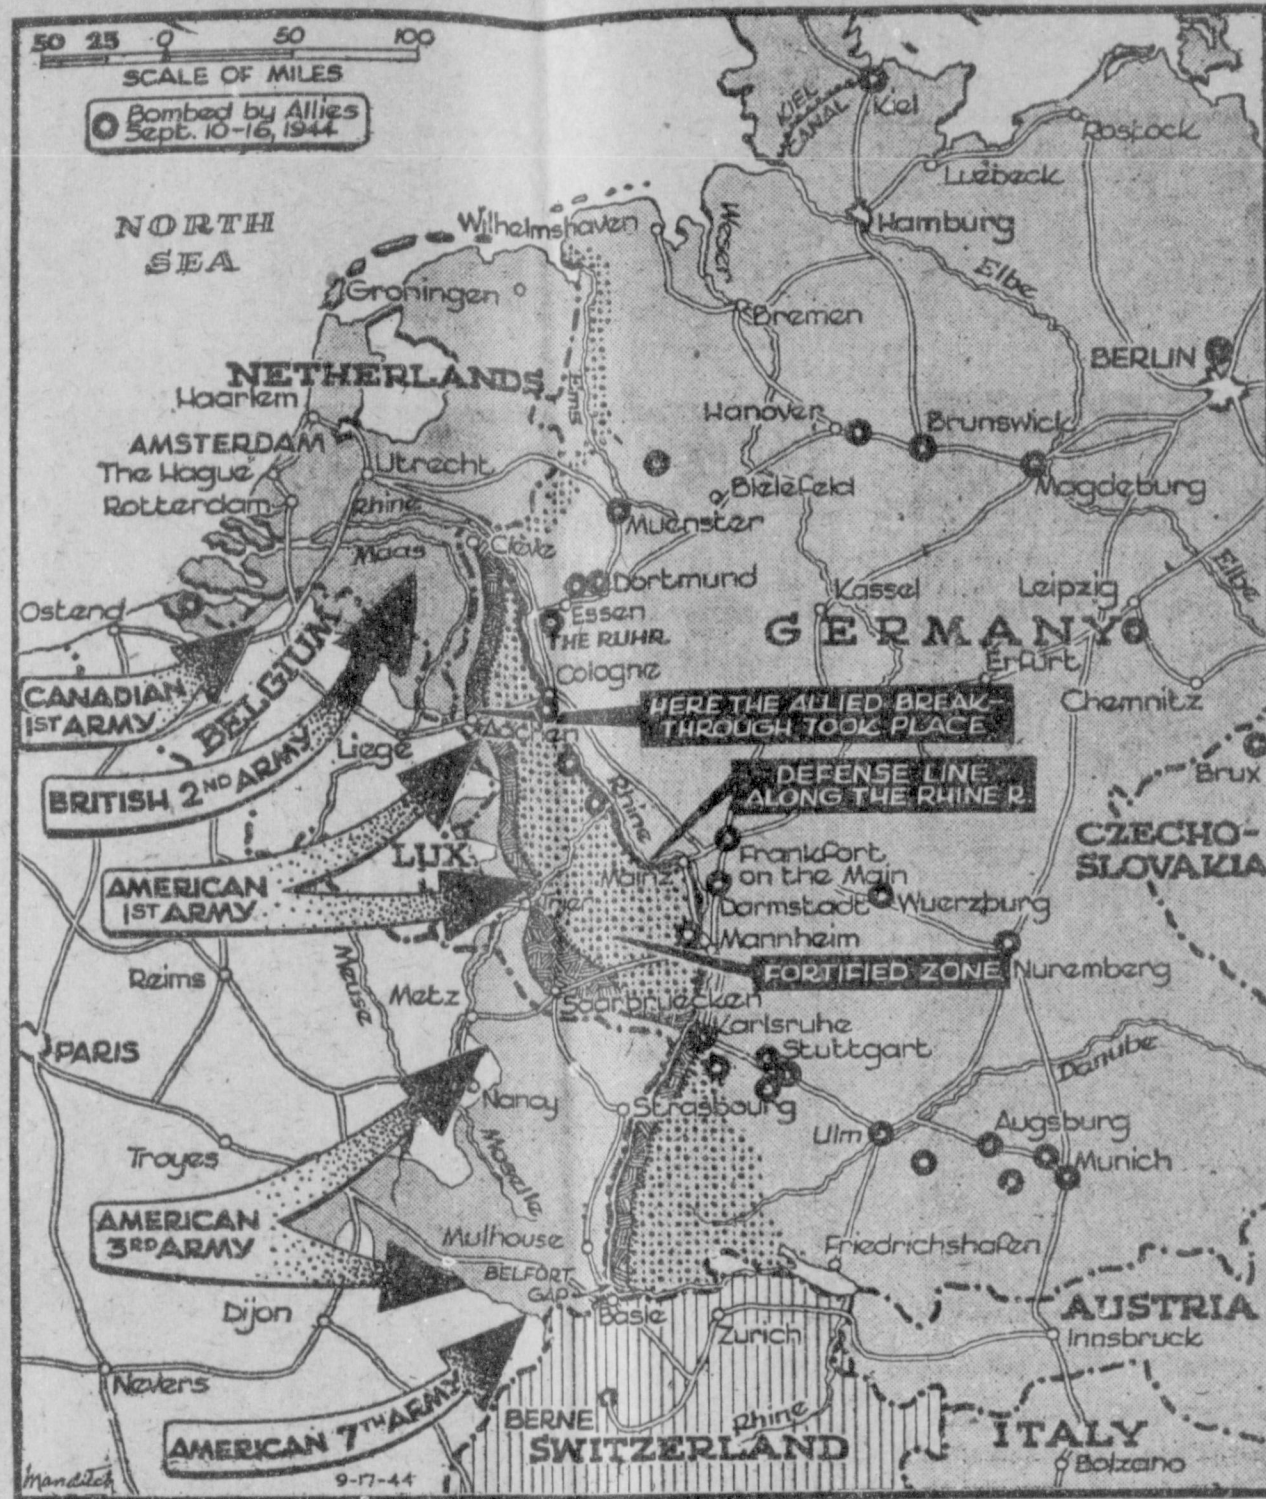 50 25 0 50 100
SCALE OF MILES
Bombed by Allies
Sept. 10-16, 1944
KIEL
CANAL
Kiel
Rostock
Luebeck
NORTH
SEA
Wilhelmshaven
Weser
Hamburg
Elbe
Groningen
Bremen
BERLIN
NETHERLANDS
Ems
Haarlem
Hanover
Brunswick
AMSTERDAM
The Hague
Utrecht
Rotterdam
Rhine
Bielefeld
Magdeburg
Muenster
Maas
Cleve
Elbe
Dortmund
Kassel
Leipzig
Ostend
Essen
THE RUHR
GERMANY
Erfurt
Cologne
Chemnitz
CANADIAN
1ST ARMY
BELGIUM
HERE THE ALLIED BREAK-
THROUGH TOOK PLACE
Liege
Aachen
BRITISH 2ND ARMY
DEFENSE LINE
ALONG THE RHINE R.
Brux
Rhine
CZECHO-
SLOVAKIA
LUX.
Frankfort
on the Main
Mainz
AMERICAN
1ST ARMY
Trier
Darmstadt
Wuerzburg
Mannheim
FORTIFIED ZONE
Nuremberg
Reims
Meuse
Metz
Saarbruecken
Karlsruhe
PARIS
Stuttgart
Danube
Nancy
Strasbourg
Ulm
Augsburg
Munich
Troyes
Moselle
AMERICAN
3RD ARMY
Mulhouse
BELFORT
GAP
Friedrichshafen
Dijon
Basle
Zurich
AUSTRIA
Innsbruck
Nevers
AMERICAN 7TH ARMY
BERNE
Rhine
SWITZERLAND
ITALY
Bolzano
9-17-44